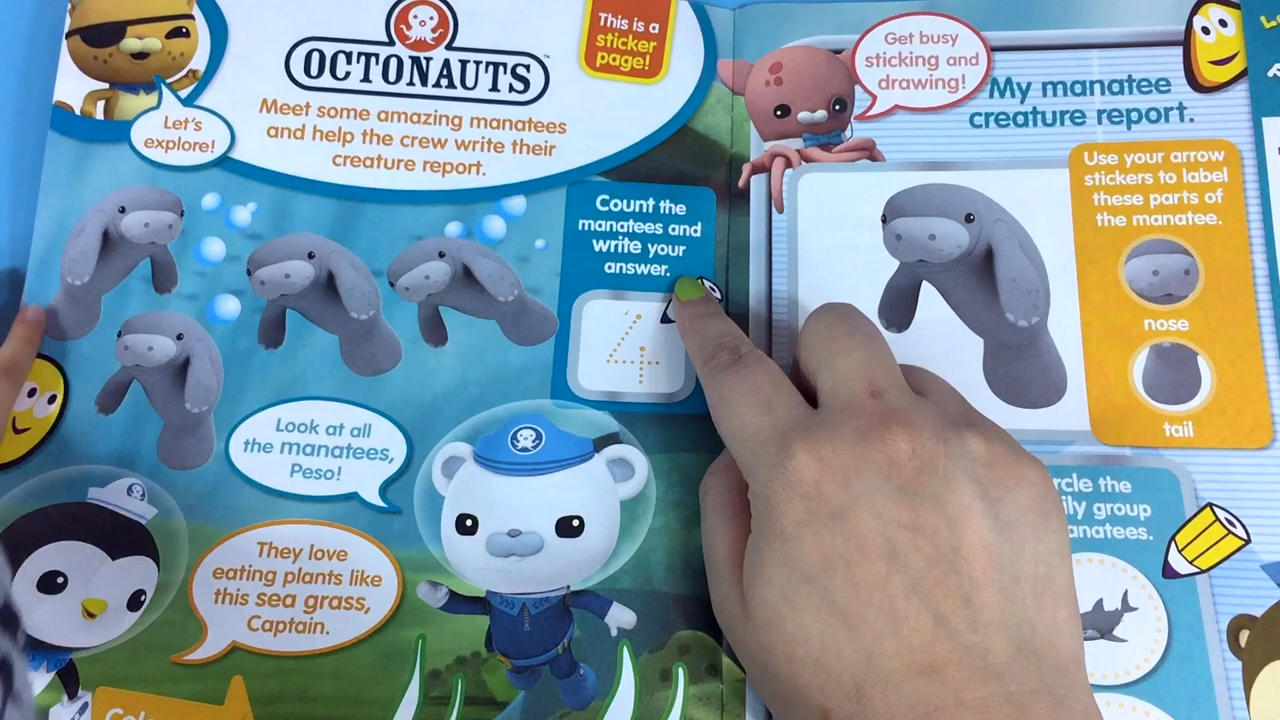 OCTONAUTS
This is a
sticker
page!
Let's
explore!
Meet some amazing manatees
and help the crew write their
creature report.
Count the
manatees and
write your
answer.
4
Look at all
the manatees,
Peso!
They love
eating plants like
this sea grass,
Captain.
Get busy
sticking and
drawing!
My manatee
creature report.
Use your arrow
stickers to label
these parts of
the manatee.
nose
tail
the
group